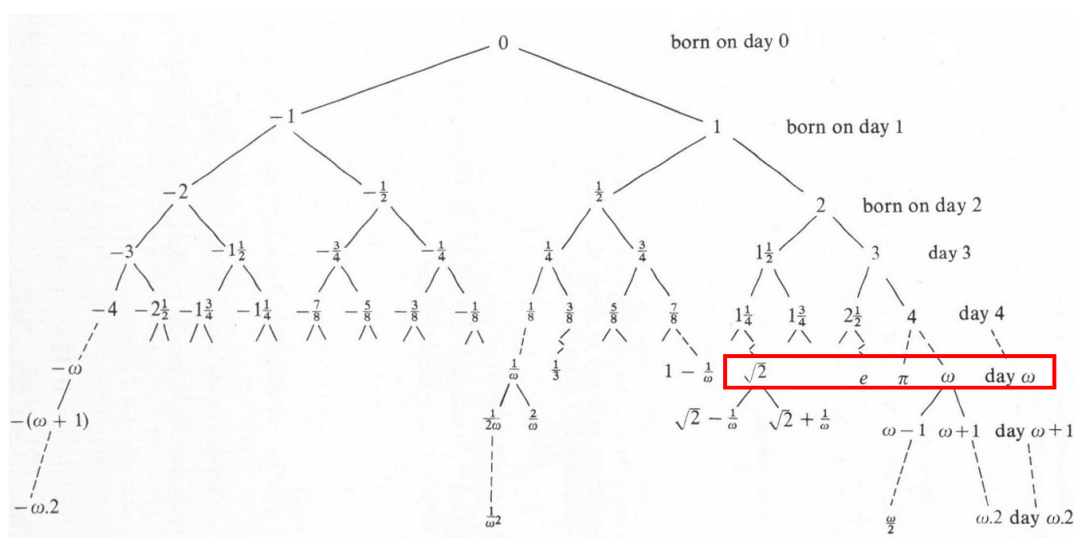 0 born on day 0
−1 1 born on day 1
−2 −½ ½ 2 born on day 2
−3 −1½ −¾ −¼ ¼ ¾ 1½ 3 day 3
−4 −2½ −1¾ −1¼ −⅞ −⅝ −⅜ −⅛ ⅛ ⅜ ⅝ ⅞ 1¼ 1¾ 2½ 4 day 4
−ω 1/ω ⅓ 1 − 1/ω √2 e π ω day ω
−(ω + 1) 1/2ω 2/ω √2 − 1/ω √2 + 1/ω ω−1 ω+1 day ω+1
−ω.2 1/ω² ω/2 ω.2 day ω.2